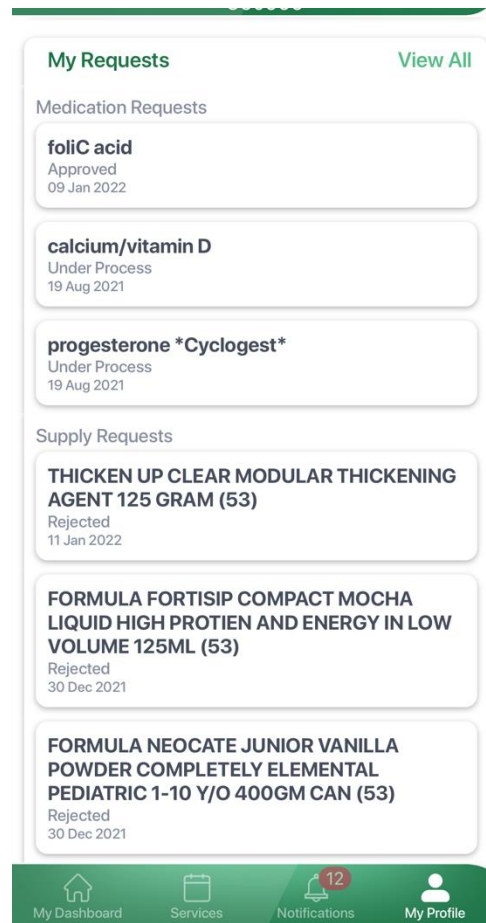 My Requests
View All
Medication Requests
foliC acid
Approved
09 Jan 2022
calcium/vitamin D
Under Process
19 Aug 2021
progesterone *Cyclogest*
Under Process
19 Aug 2021
Supply Requests
THICKEN UP CLEAR MODULAR THICKENING
AGENT 125 GRAM (53)
Rejected
11 Jan 2022
FORMULA FORTISIP COMPACT MOCHA
LIQUID HIGH PROTIEN AND ENERGY IN LOW
VOLUME 125ML (53)
Rejected
30 Dec 2021
FORMULA NEOCATE JUNIOR VANILLA
POWDER COMPLETELY ELEMENTAL
PEDIATRIC 1-10 Y/O 400GM CAN (53)
Rejected
30 Dec 2021
12
My Dashboard
Services
Notifications
My Profile